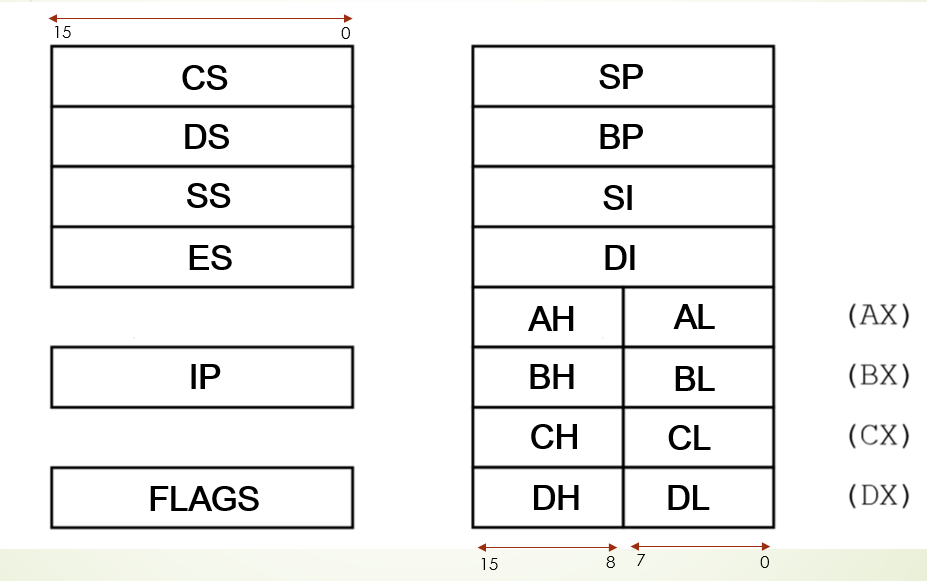 15 0
CS
DS
SS
ES
IP
FLAGS
SP
BP
SI
DI
AH AL (AX)
BH BL (BX)
CH CL (CX)
DH DL (DX)
15 8 7 0